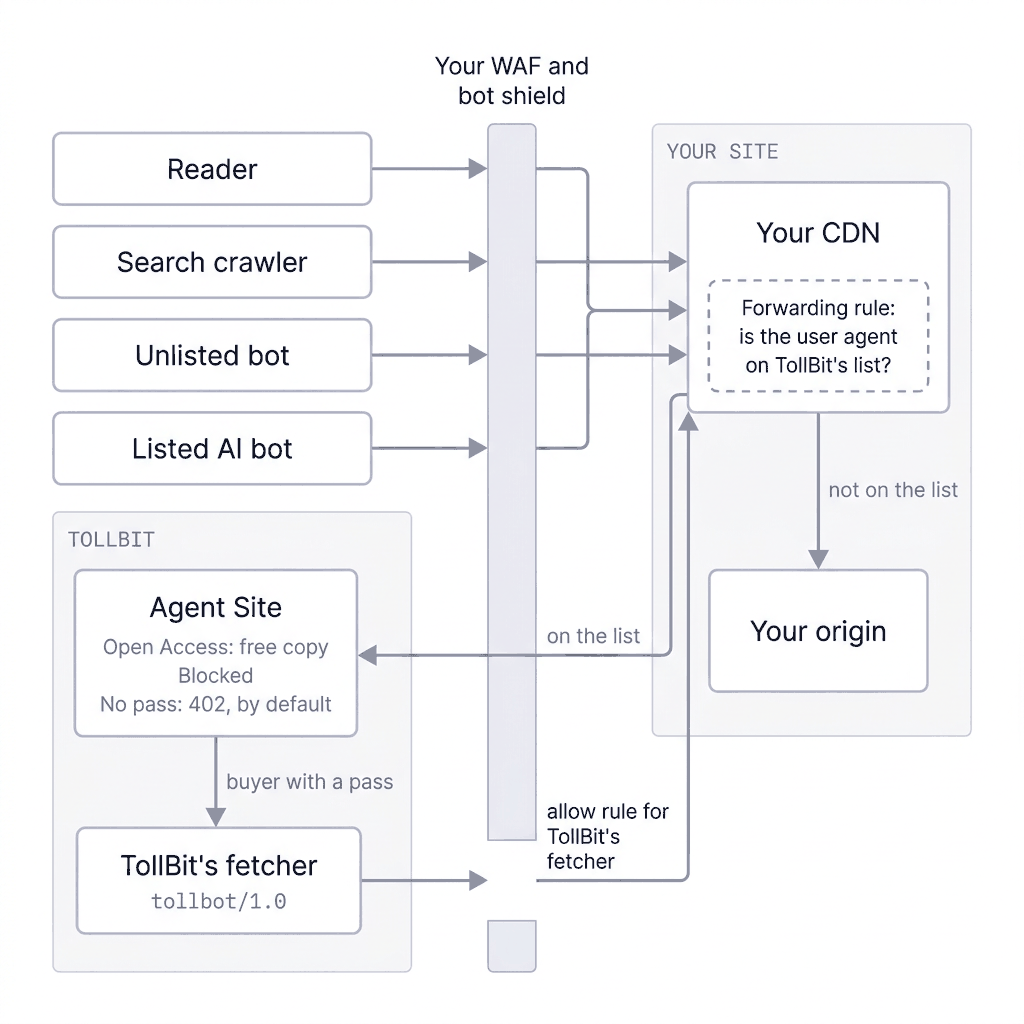 Your WAF and
bot shield
Reader
Search crawler
Unlisted bot
Listed AI bot
YOUR SITE
Your CDN
Forwarding rule:
is the user agent
on TollBit's list?
not on the list
Your origin
TOLLBIT
Agent Site
Open Access: free copy
Blocked
No pass: 402, by default
on the list
buyer with a pass
TollBit's fetcher
tollbot/1.0
allow rule for
TollBit's
fetcher